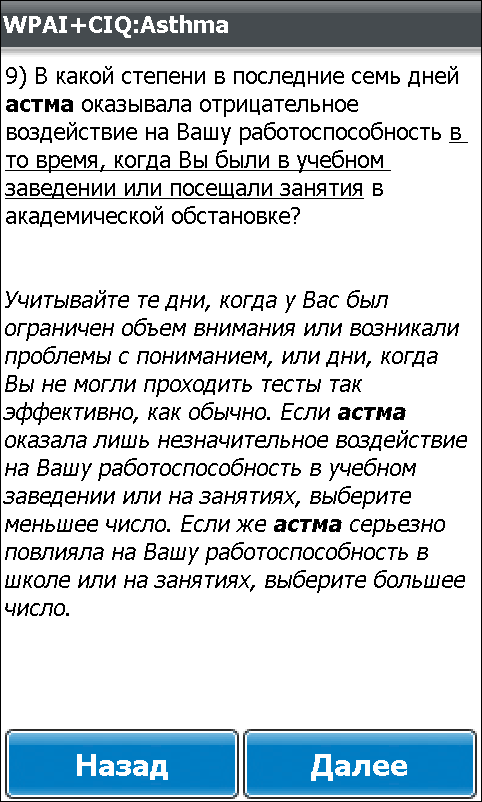 WPAI+CIQ:Asthma
9) В какой степени в последние семь дней
астма оказывала отрицательное
воздействие на Вашу работоспособность в
то время, когда Вы были в учебном
заведении или посещали занятия в
академической обстановке?
Учитывайте те дни, когда у Вас был
ограничен объем внимания или возникали
проблемы с пониманием, или дни, когда
Вы не могли проходить тесты так
эффективно, как обычно. Если астма
оказала лишь незначительное воздействие
на Вашу работоспособность в учебном
заведении или на занятиях, выберите
меньшее число. Если же астма серьезно
повлияла на Вашу работоспособность в
школе или на занятиях, выберите большее
число.
Назад Далее